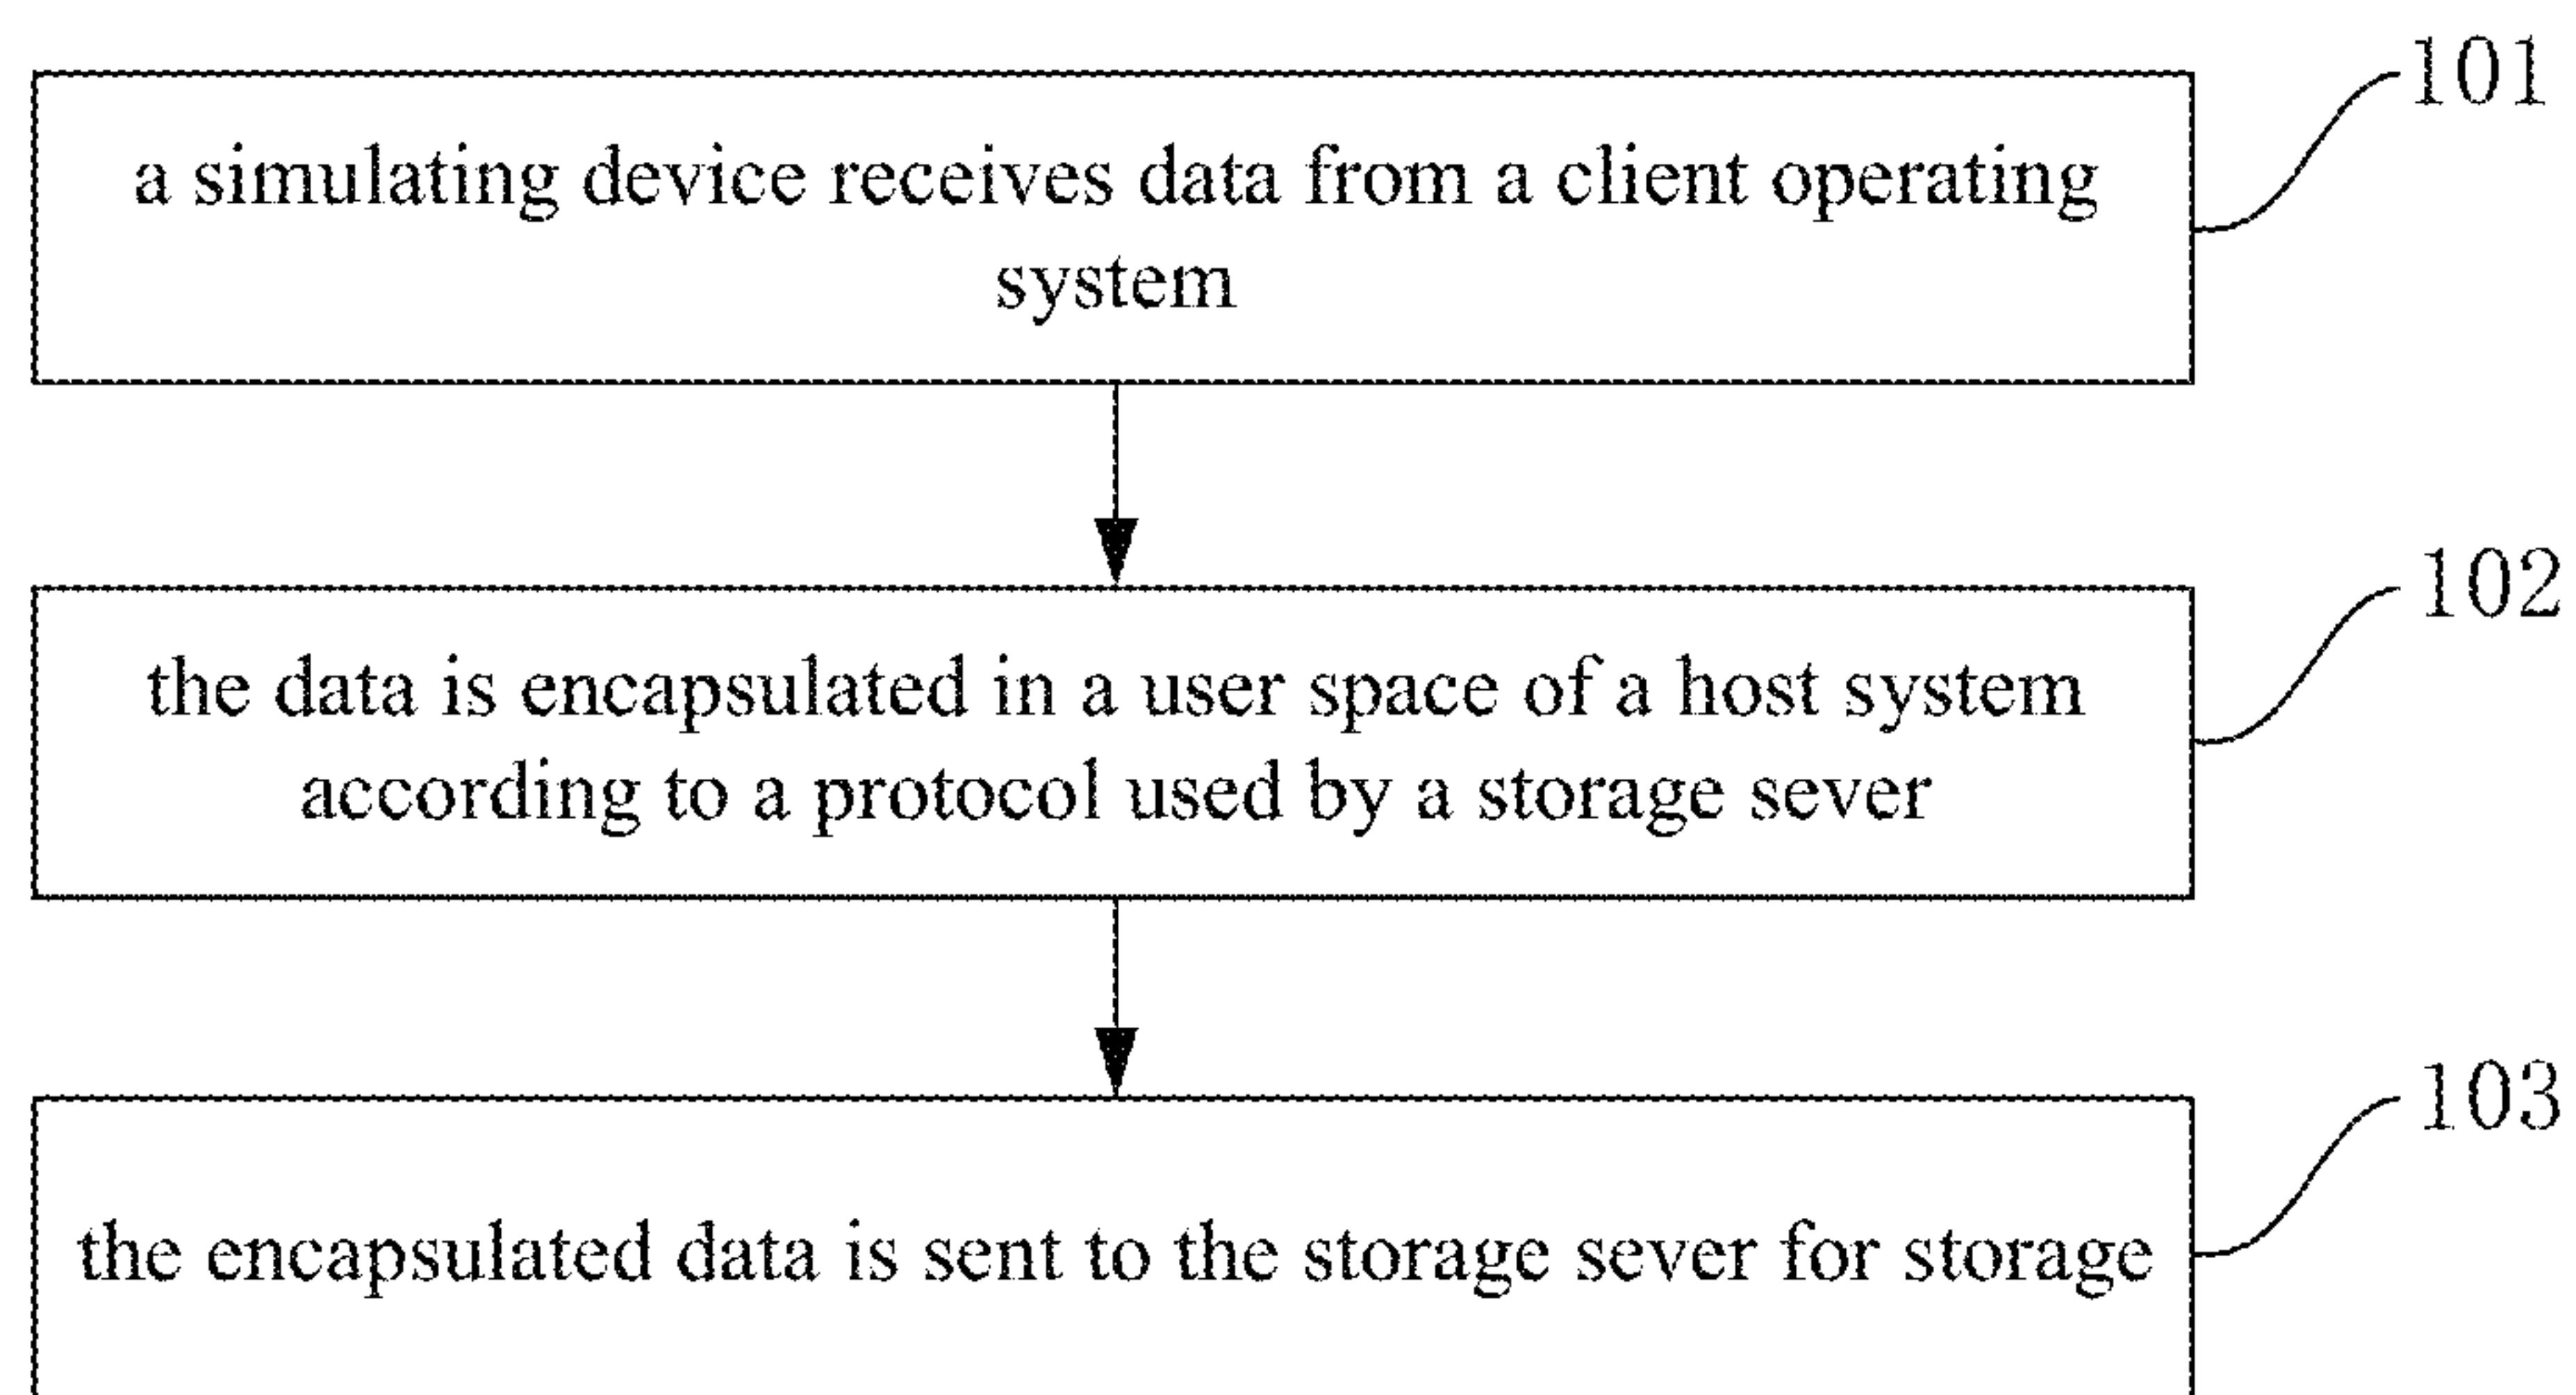 101
a simulating device receives data from a client operating
system
102
the data is encapsulated in a user space of a host system
according to a protocol used by a storage sever
103
the encapsulated data is sent to the storage sever for storage